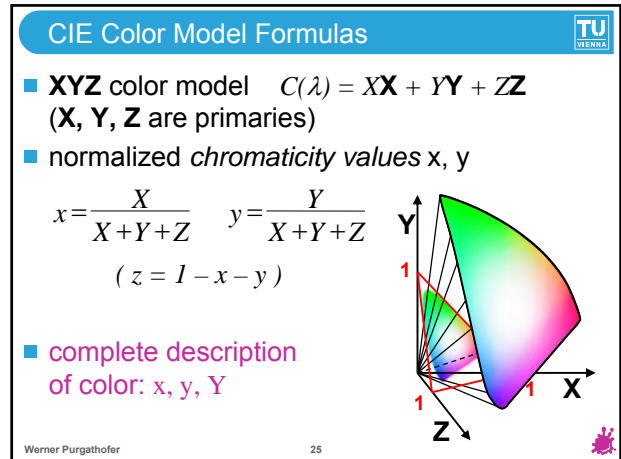 CIE Color Model Formulas
TU
VIENNA
XYZ color model C(λ) = XX + YY + ZZ
(X, Y, Z are primaries)
normalized chromaticity values x, y
x = X / (X+Y+Z) y = Y / (X+Y+Z)
( z = 1 – x – y )
Y
1
complete description
of color: x, y, Y
1
1
X
Z
Werner Purgathofer
25